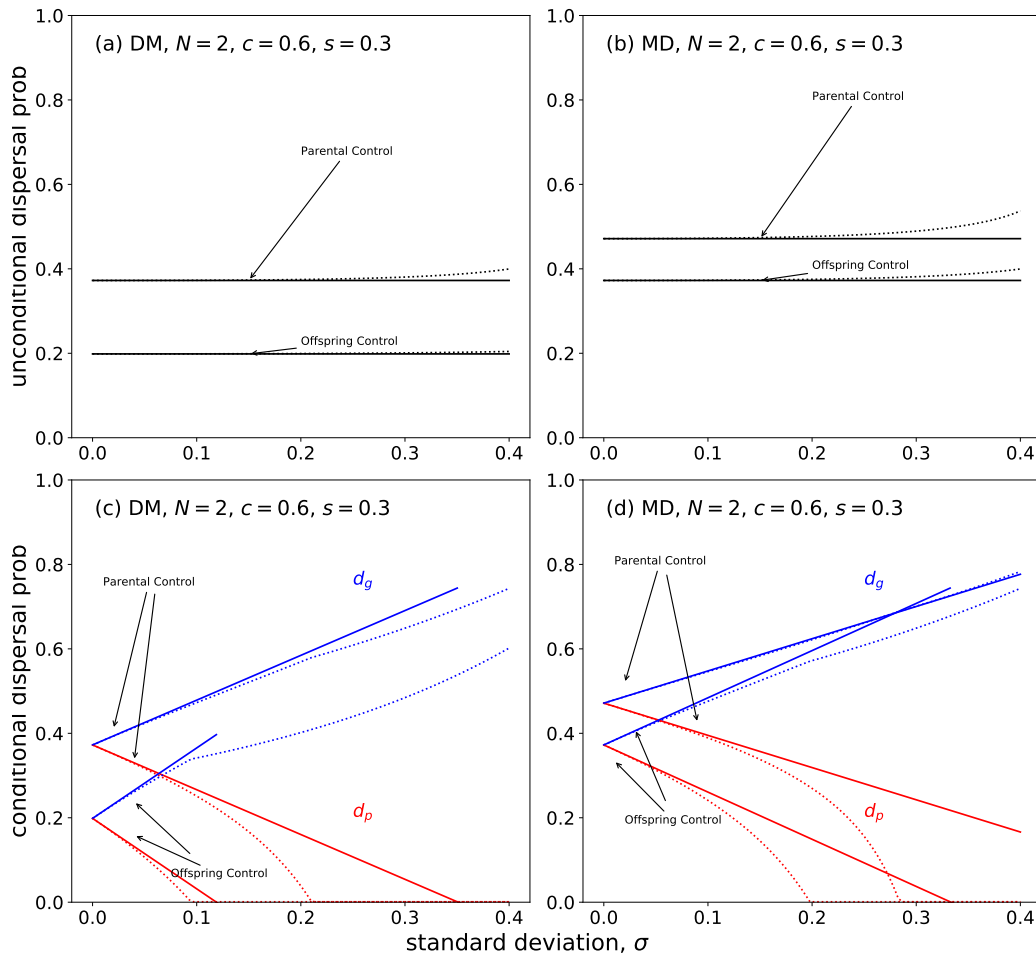 unconditional dispersal prob
(a) DM, N = 2, c = 0.6, s = 0.3
Parental Control
Offspring Control
1.0
0.8
0.6
0.4
0.2
0.0
0.0 0.1 0.2 0.3 0.4
(b) MD, N = 2, c = 0.6, s = 0.3
Parental Control
Offspring Control
1.0
0.8
0.6
0.4
0.2
0.0
0.0 0.1 0.2 0.3 0.4
conditional dispersal prob
(c) DM, N = 2, c = 0.6, s = 0.3
Parental Control
d_g
d_p
Offspring Control
1.0
0.8
0.6
0.4
0.2
0.0
0.0 0.1 0.2 0.3 0.4
(d) MD, N = 2, c = 0.6, s = 0.3
Parental Control
d_g
d_p
Offspring Control
1.0
0.8
0.6
0.4
0.2
0.0
0.0 0.1 0.2 0.3 0.4
standard deviation, σ